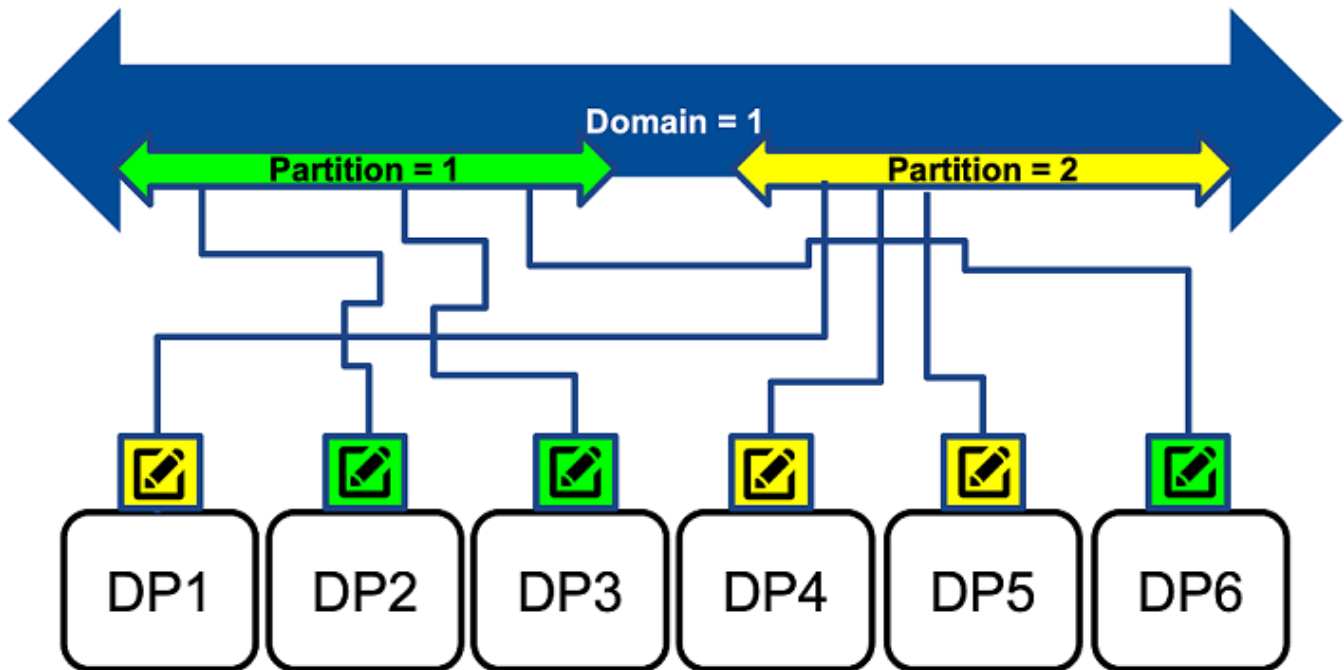 Domain = 1
Partition = 1
Partition = 2
DP1
DP2
DP3
DP4
DP5
DP6